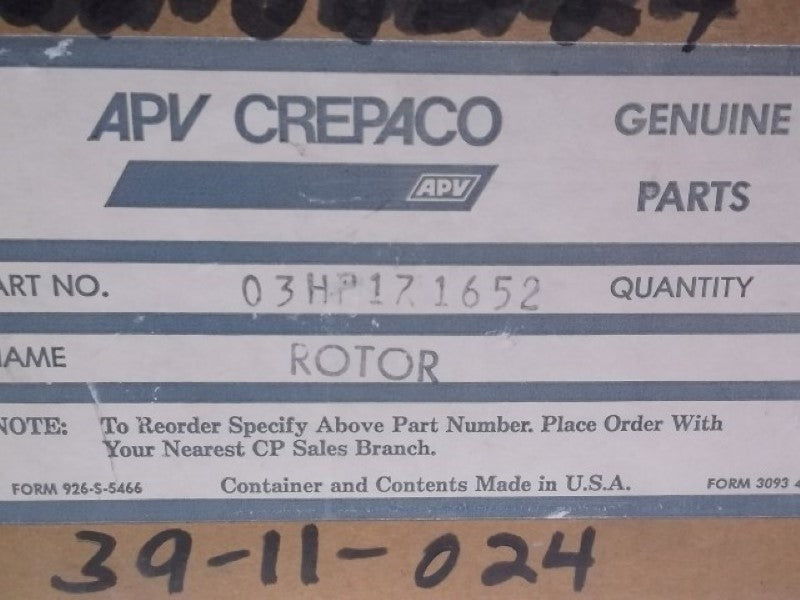 APV CREPACO GENUINE
APV PARTS
ART NO. 03HP171652 QUANTITY
AME ROTOR
NOTE: To Reorder Specify Above Part Number. Place Order With
Your Nearest CP Sales Branch.
FORM 926-S-5466 Container and Contents Made in U.S.A. FORM 3093 4
39-11-024